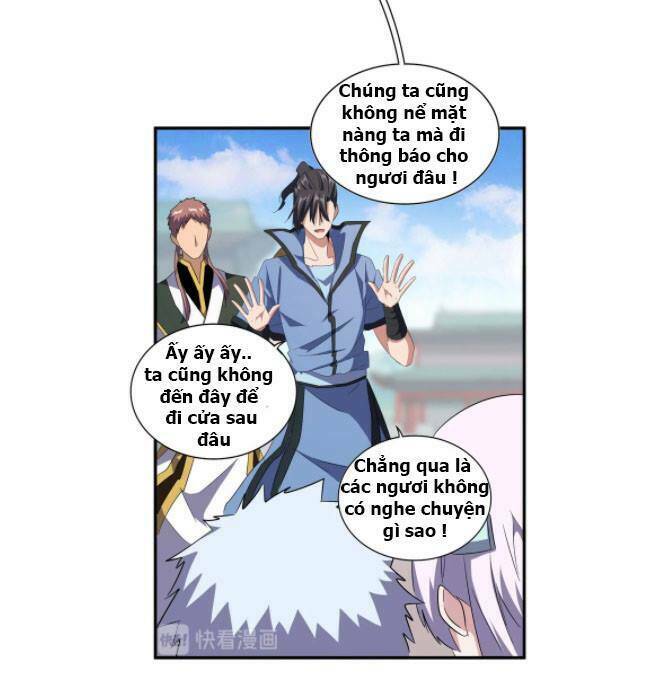 Chúng ta cũng
không nể mặt
nàng ta mà đi
thông báo cho
ngươi đâu !
Ấy ấy ấy..
ta cũng không
đến đây để
đi cửa sau
đâu
Chẳng qua là
các ngươi không
có nghe chuyện
gì sao !
快看! 快看漫画